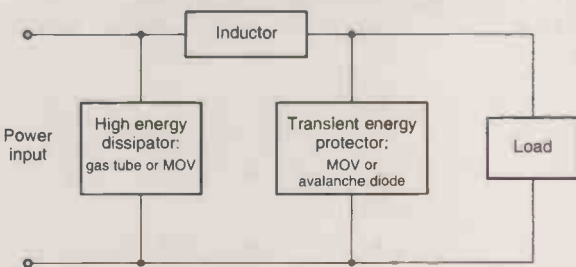 Inductor
Power
input
High energy
dissipator:
gas tube or MOV
Transient energy
protector:
MOV or
avalanche diode
Load